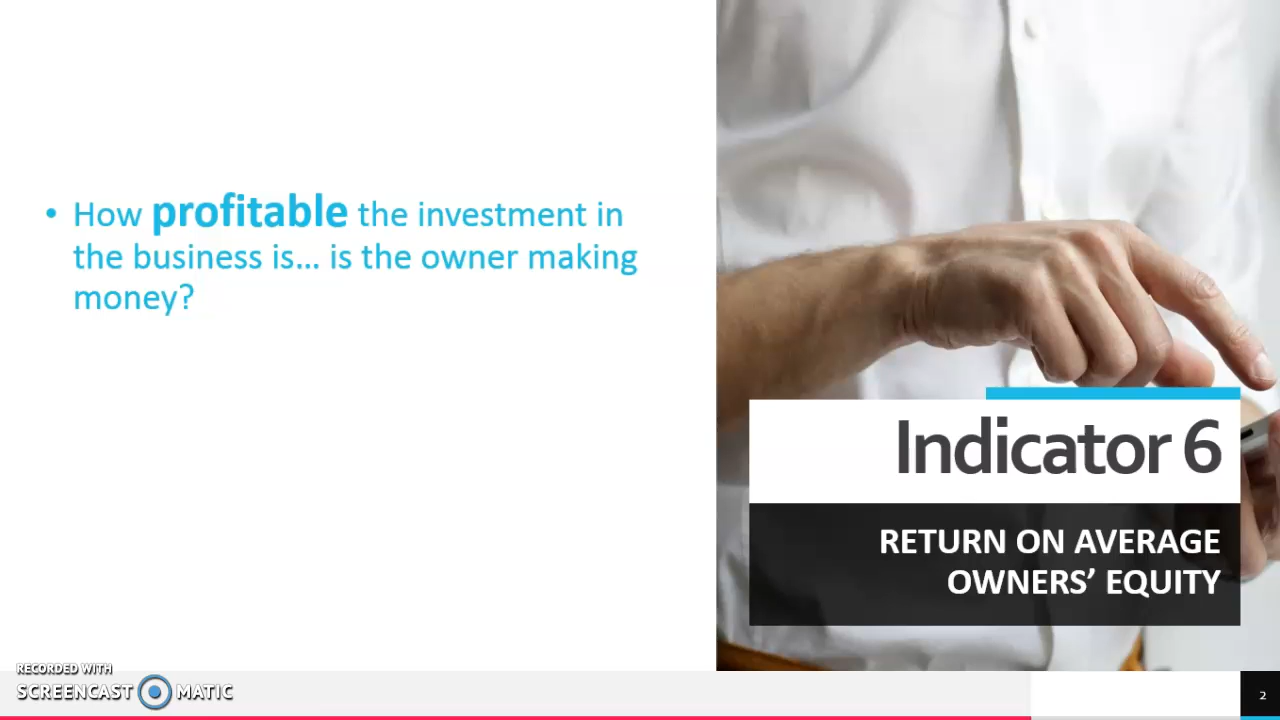 • How profitable the investment in
the business is... is the owner making
money?
Indicator 6
RETURN ON AVERAGE
OWNERS’ EQUITY
RECORDED WITH
SCREENCAST MATIC
2